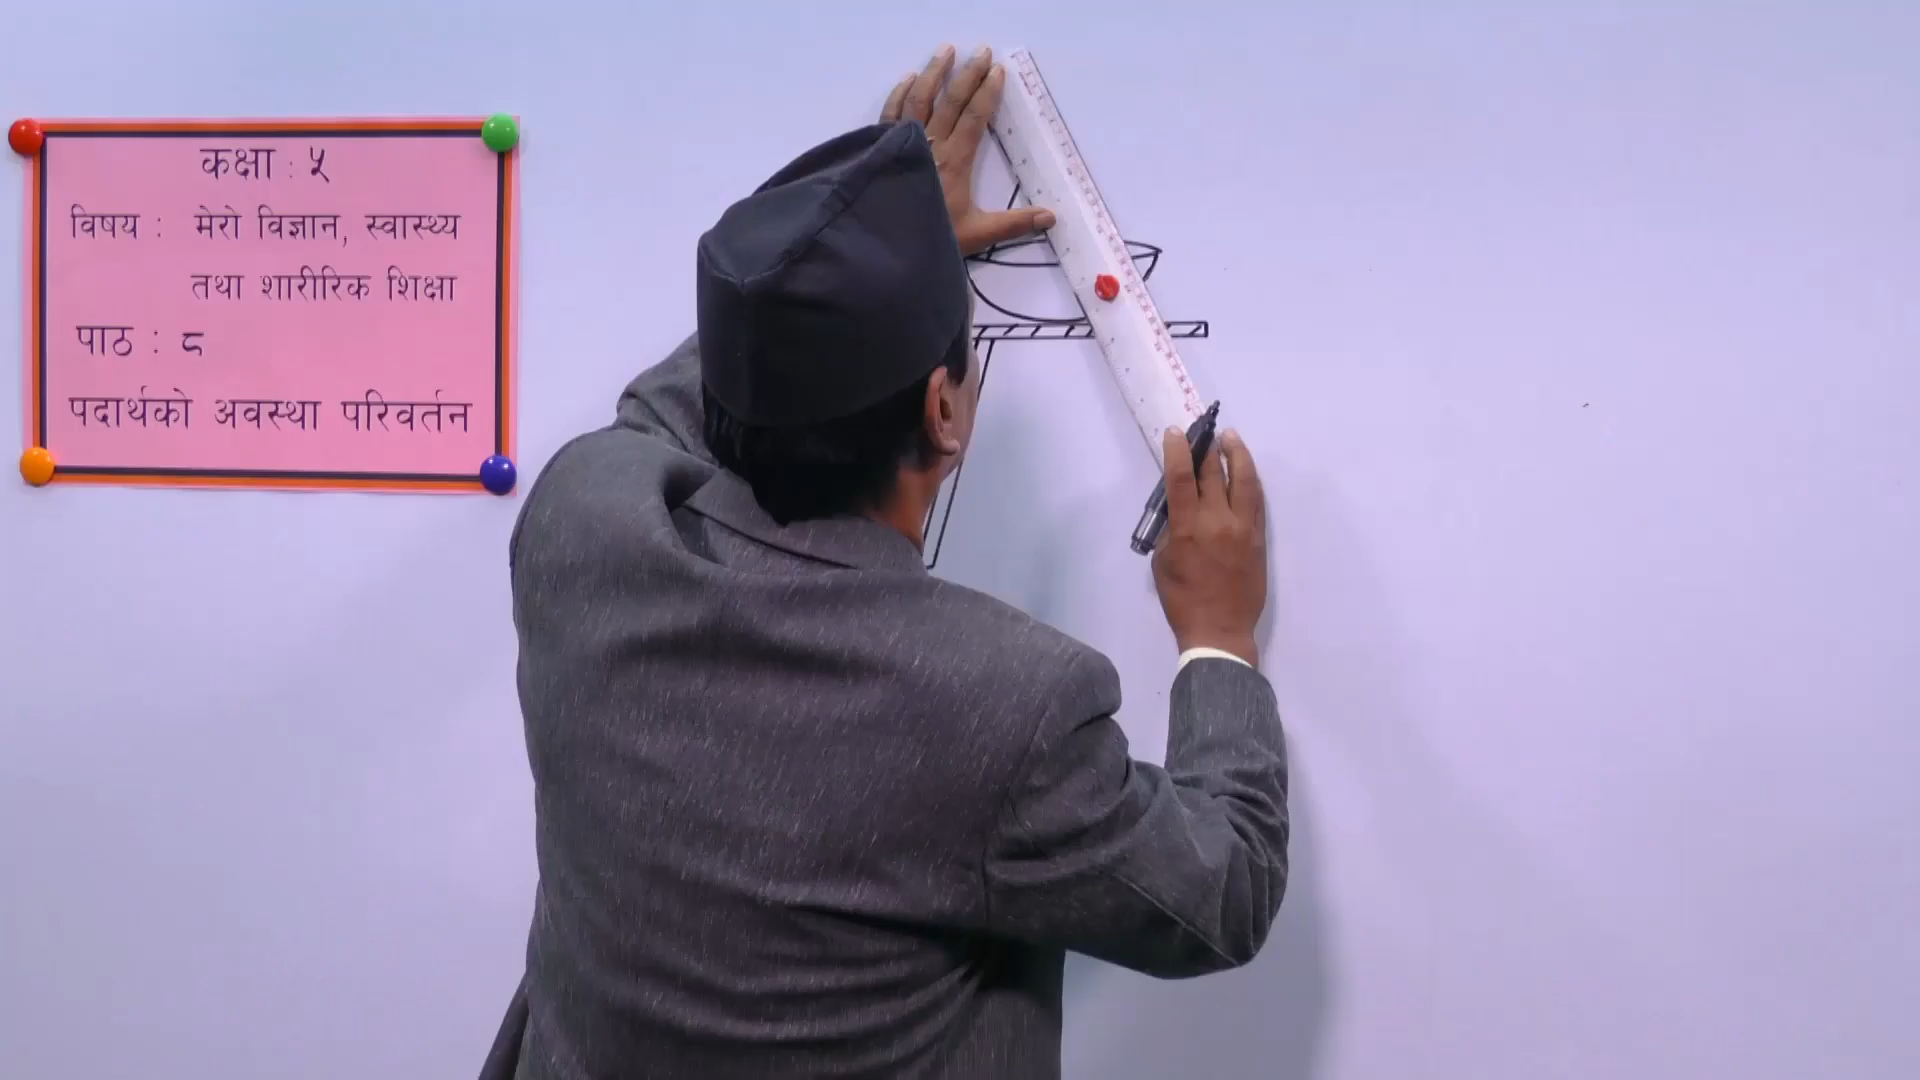 कक्षा : ५
विषय : मेरो विज्ञान, स्वास्थ्य
तथा शारीरिक शिक्षा
पाठ : ८
पदार्थको अवस्था परिवर्तन